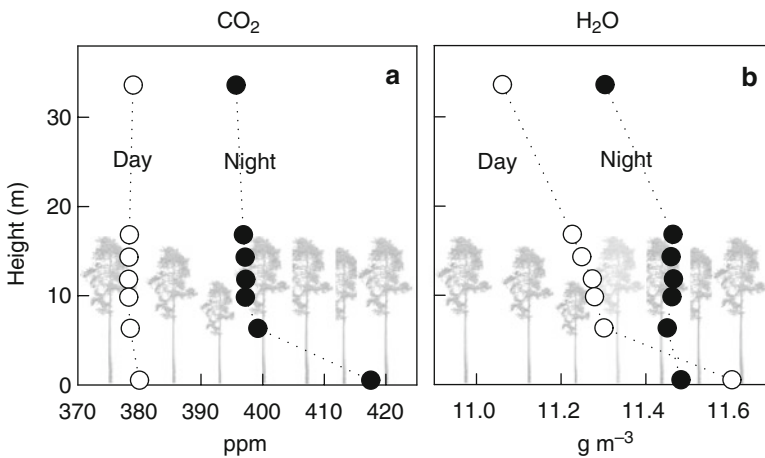 CO₂
H₂O
a
b
Day
Night
Day
Night
Height (m)
30
20
10
0
370 380 390 400 410 420
11.0 11.2 11.4 11.6
ppm
g m⁻³